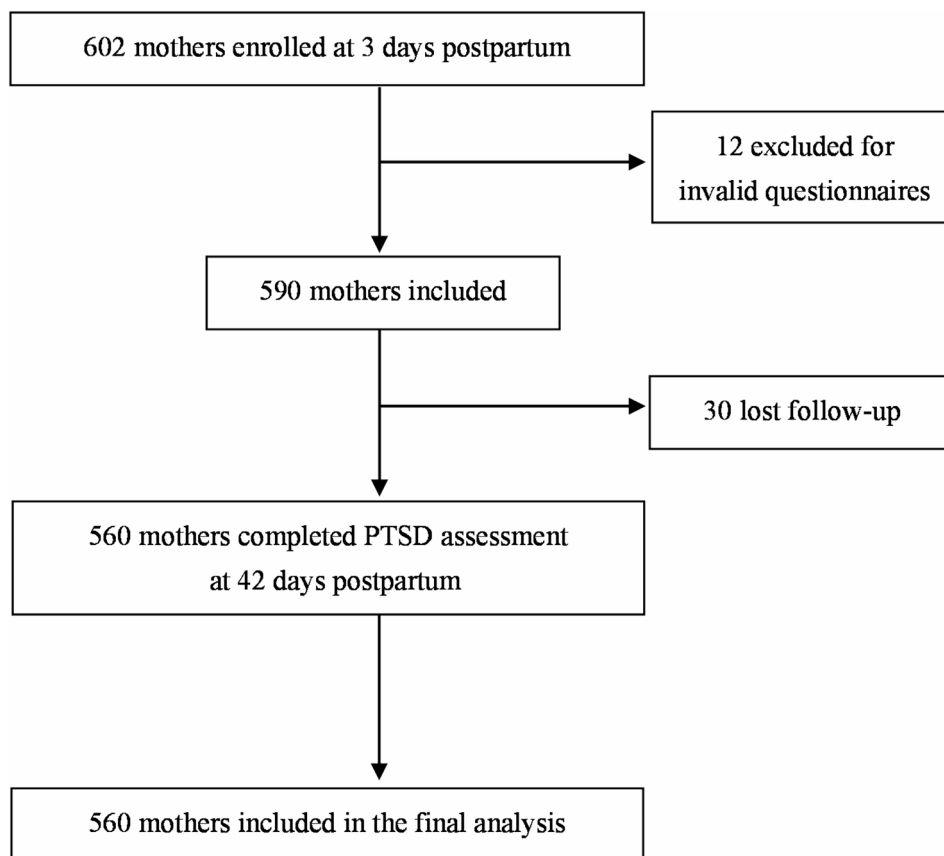 602 mothers enrolled at 3 days postpartum
12 excluded for
invalid questionnaires
590 mothers included
30 lost follow-up
560 mothers completed PTSD assessment
at 42 days postpartum
560 mothers included in the final analysis